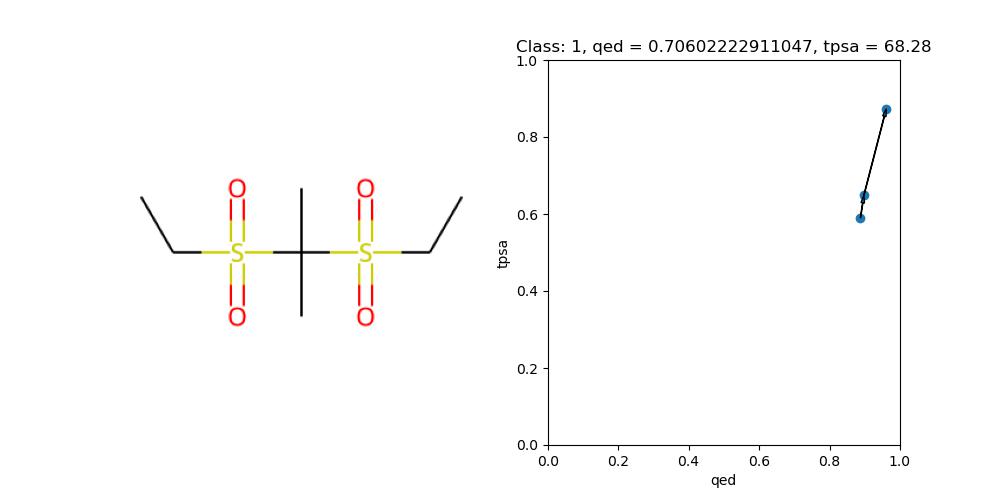 Class: 1, qed = 0.70602222911047, tpsa = 68.28
O O
S S
O O
1.0
0.8
0.6
0.4
0.2
0.0
tpsa
0.0 0.2 0.4 0.6 0.8 1.0
qed